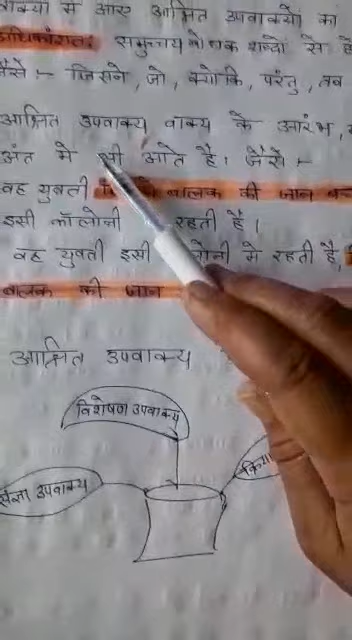 वाक्यों में आए आश्रित उपवाक्यों का
अधिकांशतः समुच्चयबोधक शब्दों से
जैसे :- जिसने, जो, क्योकि, परंतु, तब
आश्रित उपवाक्य वाक्य के आरंभ,
अंत मे भी आते है। जैसे :-
वह युवती बालक की जान
इसी कॉलोनी रहती है।
वह युवती इसी मे रहती है,
बालक की जान
आश्रित उपवाक्य
विशेषण उपवाक्य
संज्ञा उपवाक्य